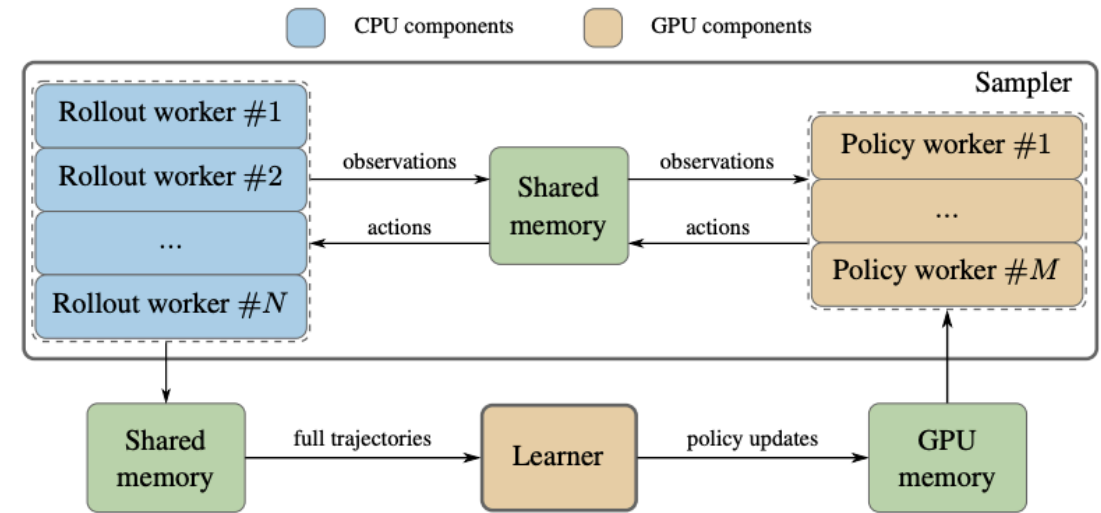 CPU components
GPU components
Sampler
Rollout worker #1
Rollout worker #2
...
Rollout worker #N
observations
actions
Shared
memory
observations
actions
Policy worker #1
...
Policy worker #M
Shared
memory
full trajectories
Learner
policy updates
GPU
memory